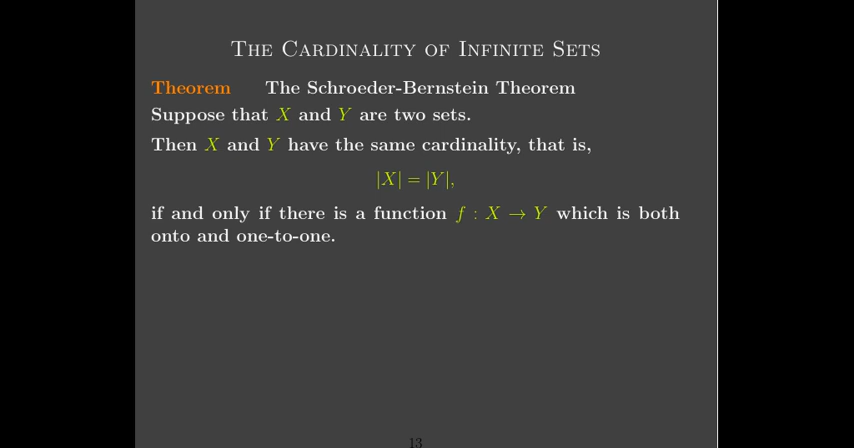 The Cardinality of Infinite Sets
Theorem The Schroeder-Bernstein Theorem
Suppose that X and Y are two sets.
Then X and Y have the same cardinality, that is,
|X| = |Y|,
if and only if there is a function f : X → Y which is both
onto and one-to-one.
13